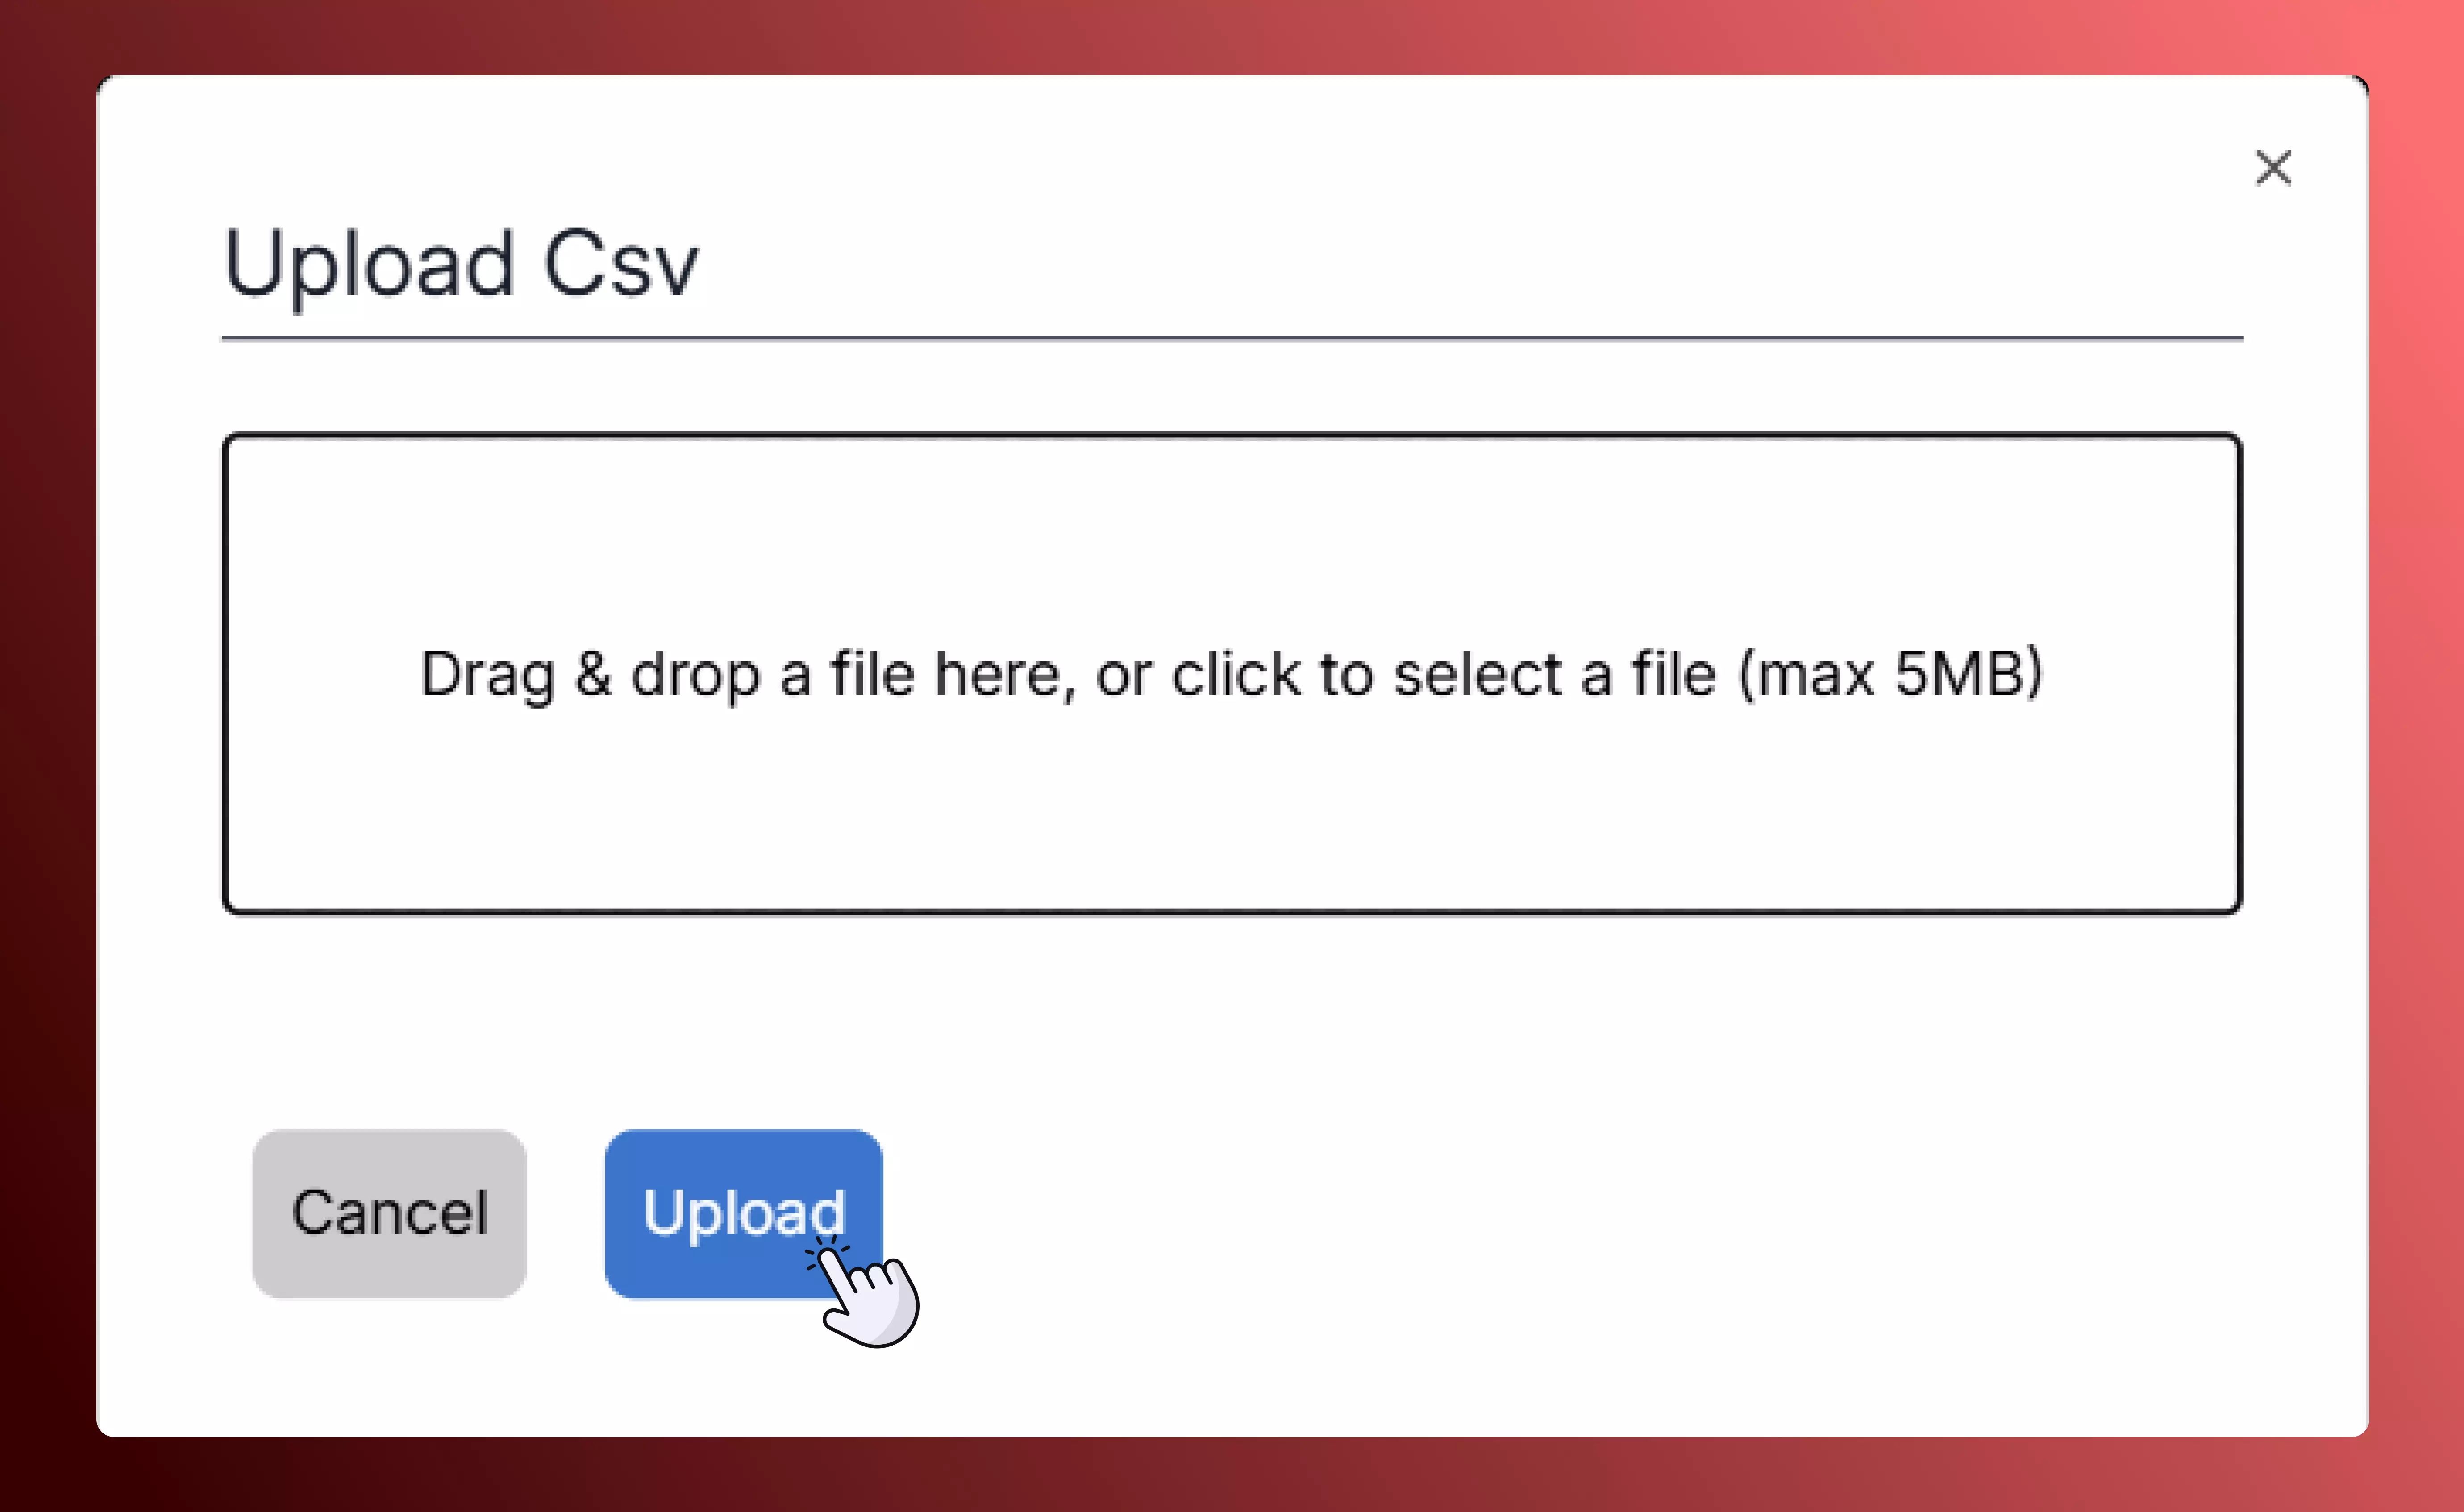 Upload Csv
Drag & drop a file here, or click to select a file (max 5MB)
Cancel
Upload